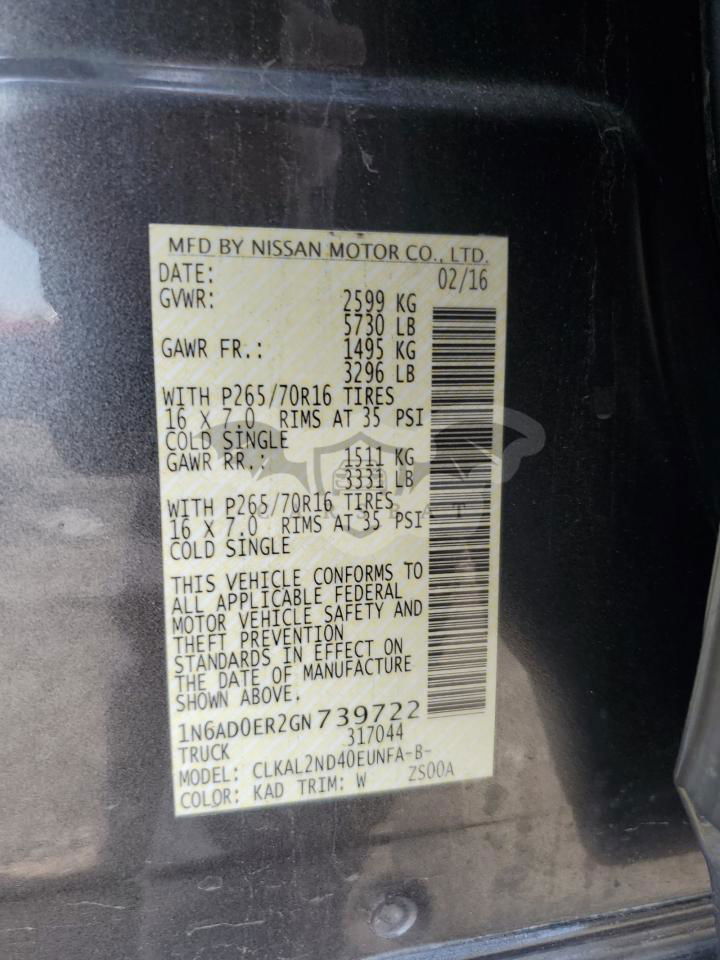 MFD BY NISSAN MOTOR CO., LTD.
DATE: 02/16
GVWR: 2599 KG
5730 LB
GAWR FR.: 1495 KG
3296 LB
WITH P265/70R16 TIRES
16 X 7.0 RIMS AT 35 PSI
COLD SINGLE
GAWR RR.: 1511 KG
3331 LB
WITH P265/70R16 TIRES
16 X 7.0 RIMS AT 35 PSI
COLD SINGLE
THIS VEHICLE CONFORMS TO
ALL APPLICABLE FEDERAL
MOTOR VEHICLE SAFETY AND
THEFT PREVENTION
STANDARDS IN EFFECT ON
THE DATE OF MANUFACTURE
SHOWN ABOVE.
1N6AD0ER2GN739722
TRUCK 317044
MODEL: CLKAL2ND40EUNFA-B-
COLOR: KAD TRIM: W ZS00A